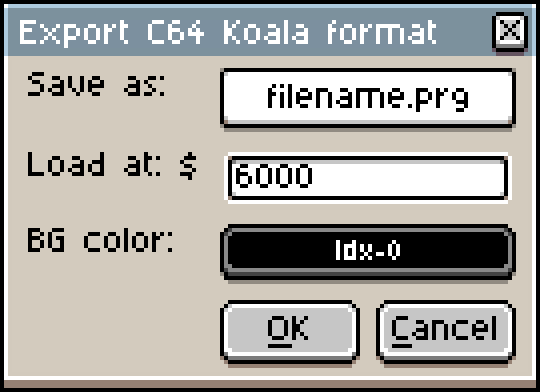 Export C64 Koala format
Save as: filename.prg
Load at: $ 6000
BG color: Idx-0
OK Cancel